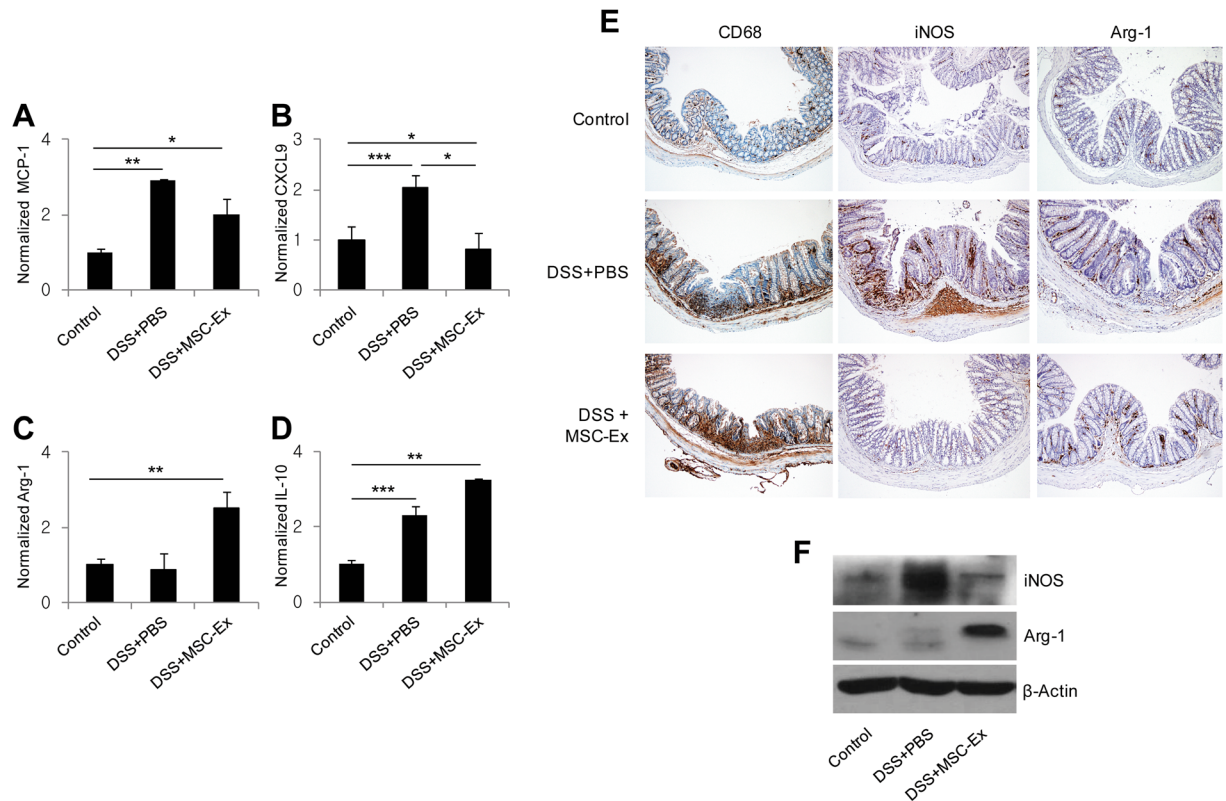 A
Normalized MCP-1
4
2
0
*
**
Control
DSS+PBS
DSS+MSC-Ex
B
Normalized CXCL9
3
2
1
0
*
***
*
Control
DSS+PBS
DSS+MSC-Ex
C
Normalized Arg-1
4
2
0
**
Control
DSS+PBS
DSS+MSC-Ex
D
Normalized IL-10
4
2
0
**
***
Control
DSS+PBS
DSS+MSC-Ex
E
CD68
iNOS
Arg-1
Control
DSS+PBS
DSS +
MSC-Ex
F
iNOS
Arg-1
β-Actin
Control
DSS+PBS
DSS+MSC-Ex